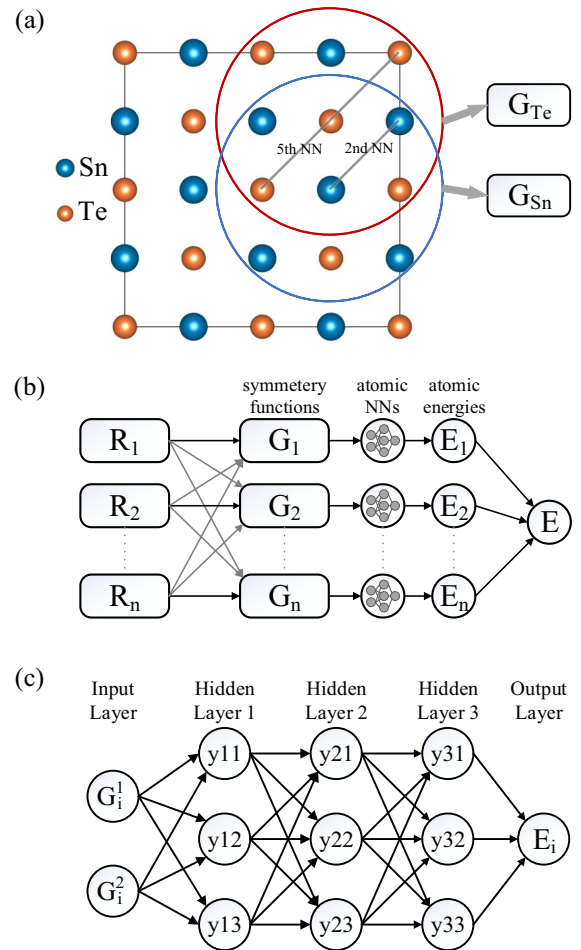 (a)
G_Te
5th NN
2nd NN
Sn
G_Sn
Te
(b)
symmetery functions
atomic NNs
atomic energies
R_1
G_1
E_1
R_2
G_2
E_2
E
R_n
G_n
E_n
(c)
Input Layer
Hidden Layer 1
Hidden Layer 2
Hidden Layer 3
Output Layer
y11
y21
y31
G_i^1
y12
y22
y32
E_i
G_i^2
y13
y23
y33